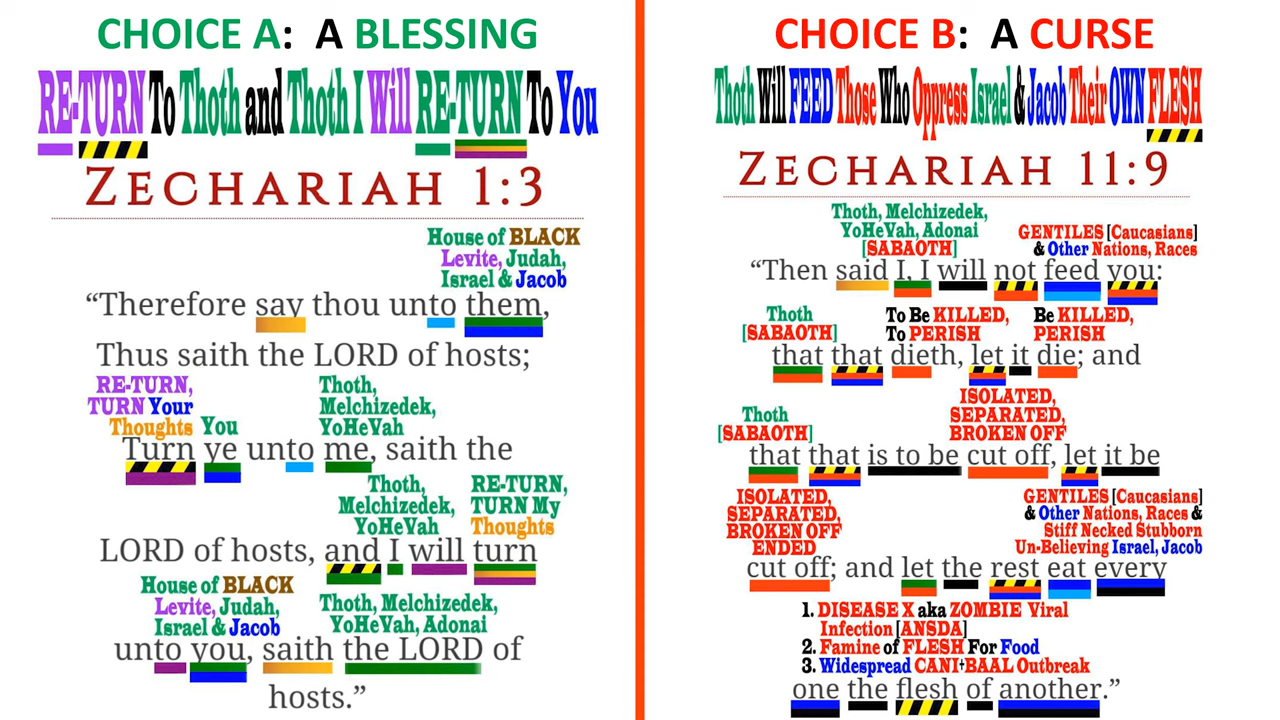 CHOICE A: A BLESSING
RE-TURN To Thoth and Thoth I Will RE-TURN To You
ZECHARIAH 1:3
House of BLACK
Levite, Judah,
Israel & Jacob
“Therefore say thou unto them,
Thus saith the LORD of hosts;
RE-TURN,
TURN Your
Thoughts
You
Thoth,
Melchizedek,
YoHeVah
Turn ye unto me, saith the
Thoth,
Melchizedek,
YoHeVah
RE-TURN,
TURN My
Thoughts
LORD of hosts, and I will turn
House of BLACK
Levite, Judah,
Israel & Jacob
Thoth, Melchizedek,
YoHeVah, Adonai
unto you, saith the LORD of
hosts.”
CHOICE B: A CURSE
Thoth Will FEED Those Who Oppress Israel & Jacob Their OWN FLESH
ZECHARIAH 11:9
Thoth, Melchizedek,
YoHeVah, Adonai
[SABAOTH]
GENTILES [Caucasians]
& Other Nations, Races
“Then said I, I will not feed you:
Thoth
[SABAOTH]
To Be KILLED,
To PERISH
Be KILLED,
PERISH
that that dieth, let it die; and
Thoth
[SABAOTH]
ISOLATED,
SEPARATED,
BROKEN OFF
that that is to be cut off, let it be
ISOLATED,
SEPARATED,
BROKEN OFF
ENDED
GENTILES [Caucasians]
& Other Nations, Races &
Stiff Necked Stubborn
Un-Believing Israel, Jacob
cut off; and let the rest eat every
1. DISEASE X aka ZOMBIE Viral
Infection [ANSDA]
2. Famine of FLESH For Food
3. Widespread CANI+BAAL Outbreak
one the flesh of another.”